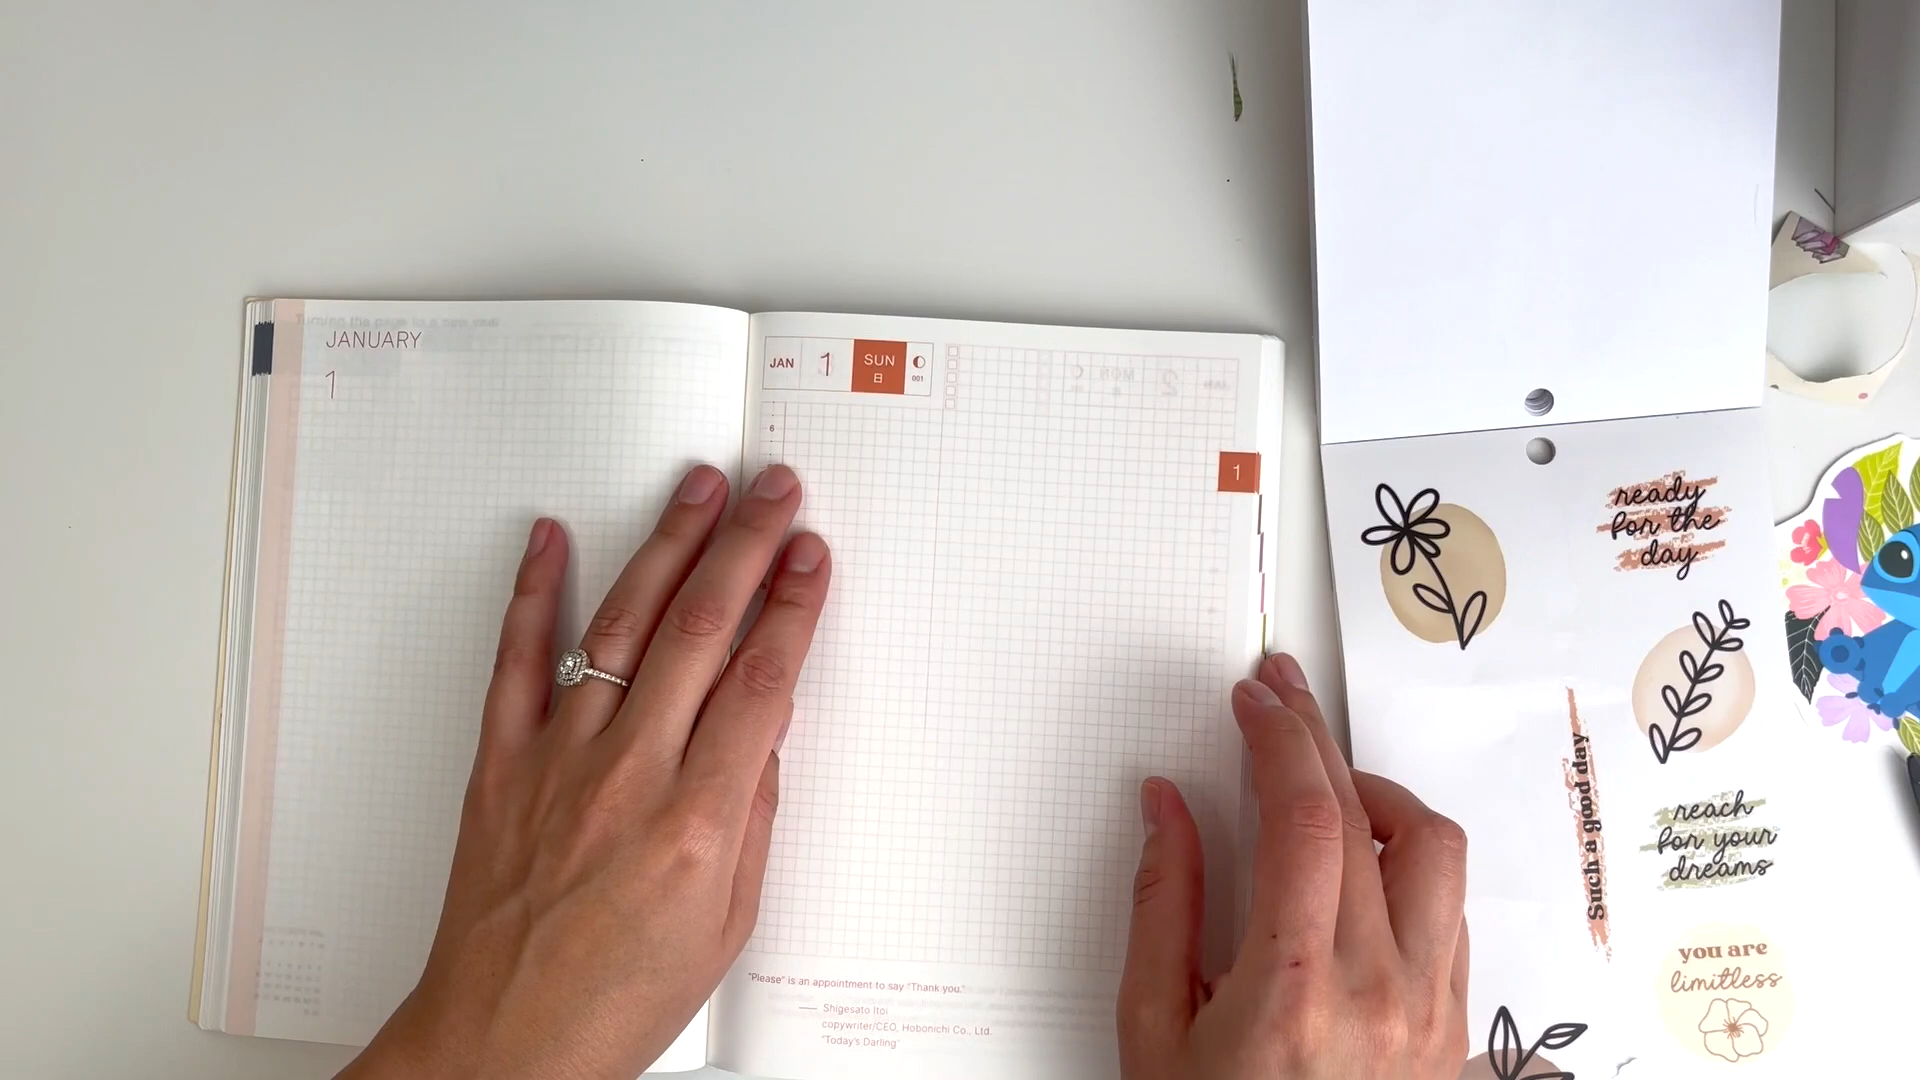 JANUARY
1
JAN 1 SUN
日
001
6
1
"Please" is an appointment to say "Thank you."
Shigesato Itoi
copywriter/CEO, Hobonichi Co., Ltd.
"Today's Darling"
ready
for the
day
Such a good day
reach
for your
dreams
you are
limitless